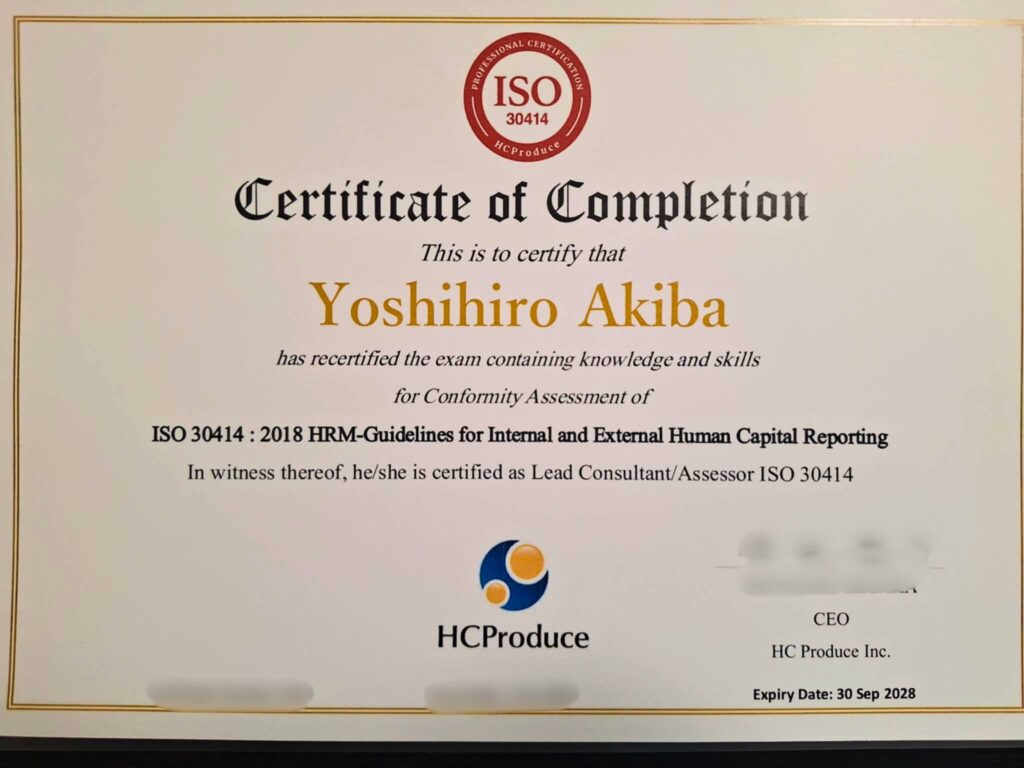 PROFESSIONAL CERTIFICATION
ISO
30414
HCProduce
Certificate of Completion
This is to certify that
Yoshihiro Akiba
has recertified the exam containing knowledge and skills
for Conformity Assessment of
ISO 30414 : 2018 HRM-Guidelines for Internal and External Human Capital Reporting
In witness thereof, he/she is certified as Lead Consultant/Assessor ISO 30414
HCProduce
CEO
HC Produce Inc.
Expiry Date: 30 Sep 2028